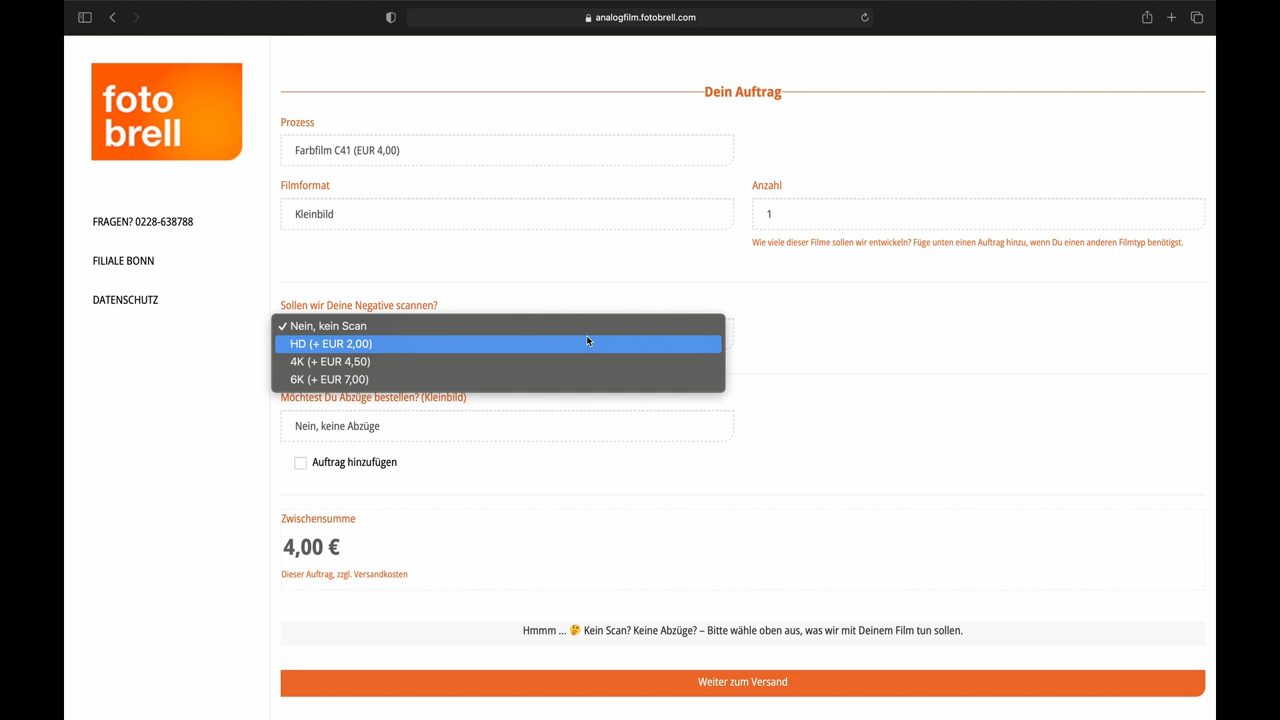 analogfilm.fotobrell.com
foto
brell
FRAGEN? 0228-638788
FILIALE BONN
DATENSCHUTZ
Dein Auftrag
Prozess
Farbfilm C41 (EUR 4,00)
Filmformat
Kleinbild
Anzahl
1
Wie viele dieser Filme sollen wir entwickeln? Füge unten einen Auftrag hinzu, wenn Du einen anderen Filmtyp benötigst.
Sollen wir Deine Negative scannen?
✓ Nein, kein Scan
HD (+ EUR 2,00)
4K (+ EUR 4,50)
6K (+ EUR 7,00)
Möchtest Du Abzüge bestellen? (Kleinbild)
Nein, keine Abzüge
Auftrag hinzufügen
Zwischensumme
4,00 €
Dieser Auftrag, zzgl. Versandkosten
Hmmm ... 🤔 Kein Scan? Keine Abzüge? – Bitte wähle oben aus, was wir mit Deinem Film tun sollen.
Weiter zum Versand